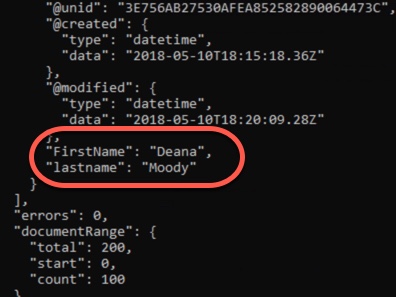 "@unid": "3E756AB27530AFEA852582890064473C",
"@created": {
"type": "datetime",
"data": "2018-05-10T18:15:18.36Z"
},
"@modified": {
"type": "datetime",
"data": "2018-05-10T18:20:09.28Z"
},
"FirstName": "Deana",
"lastname": "Moody"
}
],
"errors": 0,
"documentRange": {
"total": 200,
"start": 0,
"count": 100
}